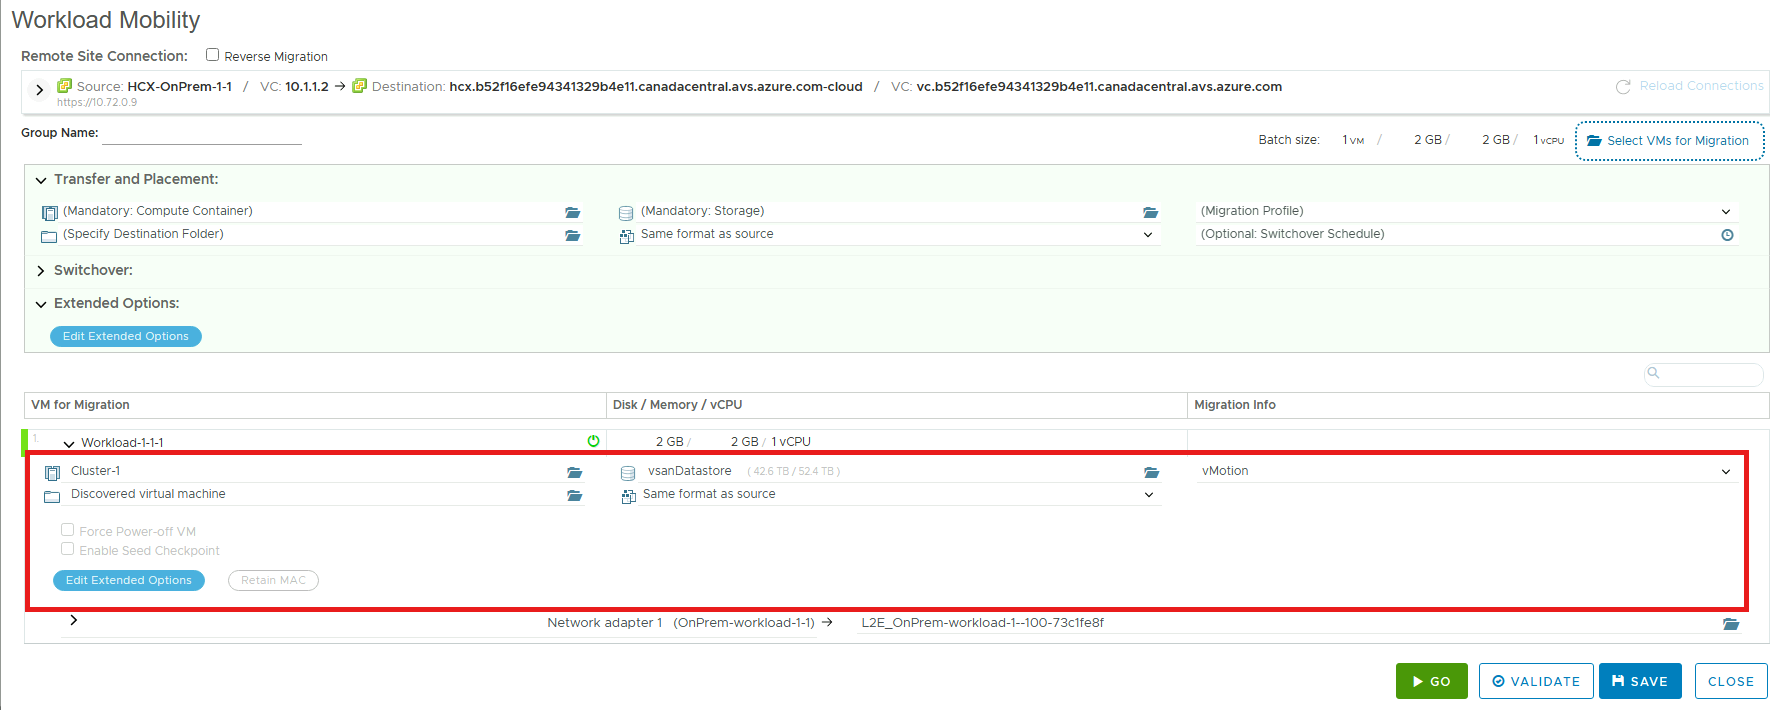 Workload Mobility
Remote Site Connection: Reverse Migration
Source: HCX-OnPrem-1-1 / VC: 10.1.1.2 → Destination: hcx.b52f16efe94341329b4e11.canadacentral.avs.azure.com-cloud / VC: vc.b52f16efe94341329b4e11.canadacentral.avs.azure.com Reload Connections
https://10.72.0.9
Group Name: Batch size: 1 VM / 2 GB / 2 GB / 1 vCPU Select VMs for Migration
Transfer and Placement:
(Mandatory: Compute Container) (Mandatory: Storage) (Migration Profile)
(Specify Destination Folder) Same format as source (Optional: Switchover Schedule)
Switchover:
Extended Options:
Edit Extended Options
VM for Migration Disk / Memory / vCPU Migration Info
1. Workload-1-1-1 2 GB / 2 GB / 1 vCPU
Cluster-1 vsanDatastore ( 42.6 TB / 52.4 TB ) vMotion
Discovered virtual machine Same format as source
Force Power-off VM
Enable Seed Checkpoint
Edit Extended Options Retain MAC
Network adapter 1 (OnPrem-workload-1-1) → L2E_OnPrem-workload-1--100-73c1fe8f
GO VALIDATE SAVE CLOSE